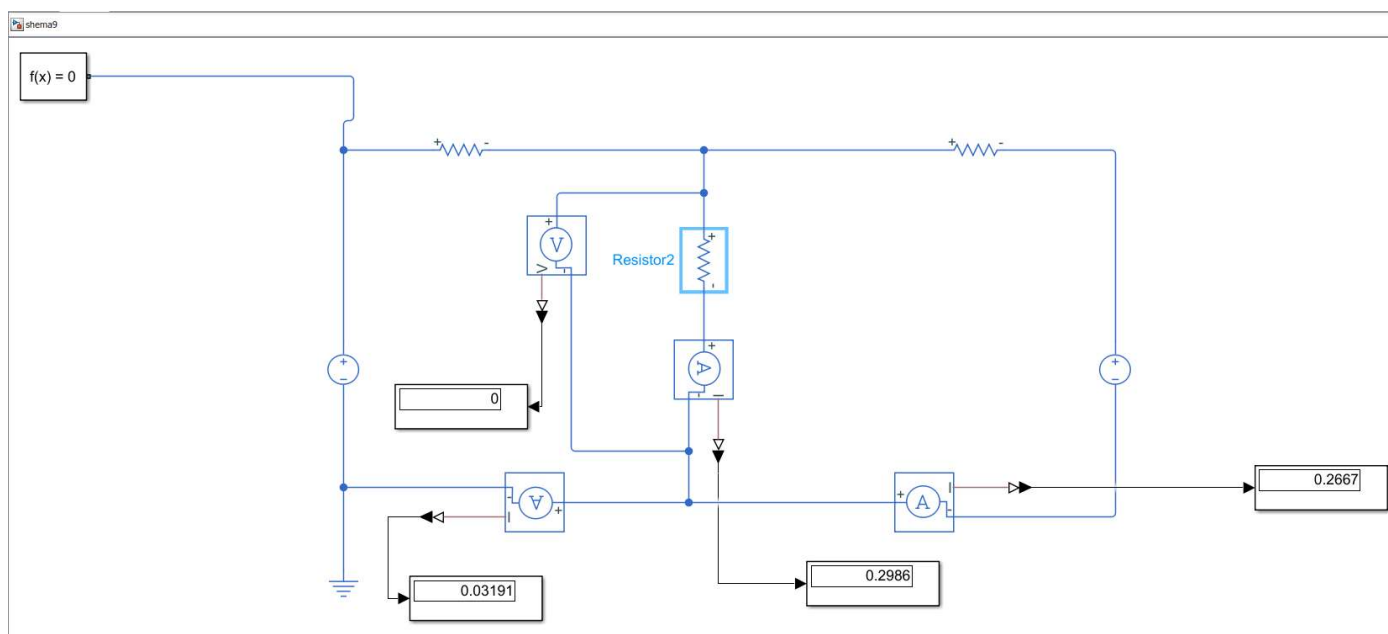 shema9
f(x) = 0
+ -
+ -
+
V
V -
Resistor2
+
-
+
A
- I
+
-
+
-
0
- A +
I
+ A I
-
0.2667
0.03191
0.2986